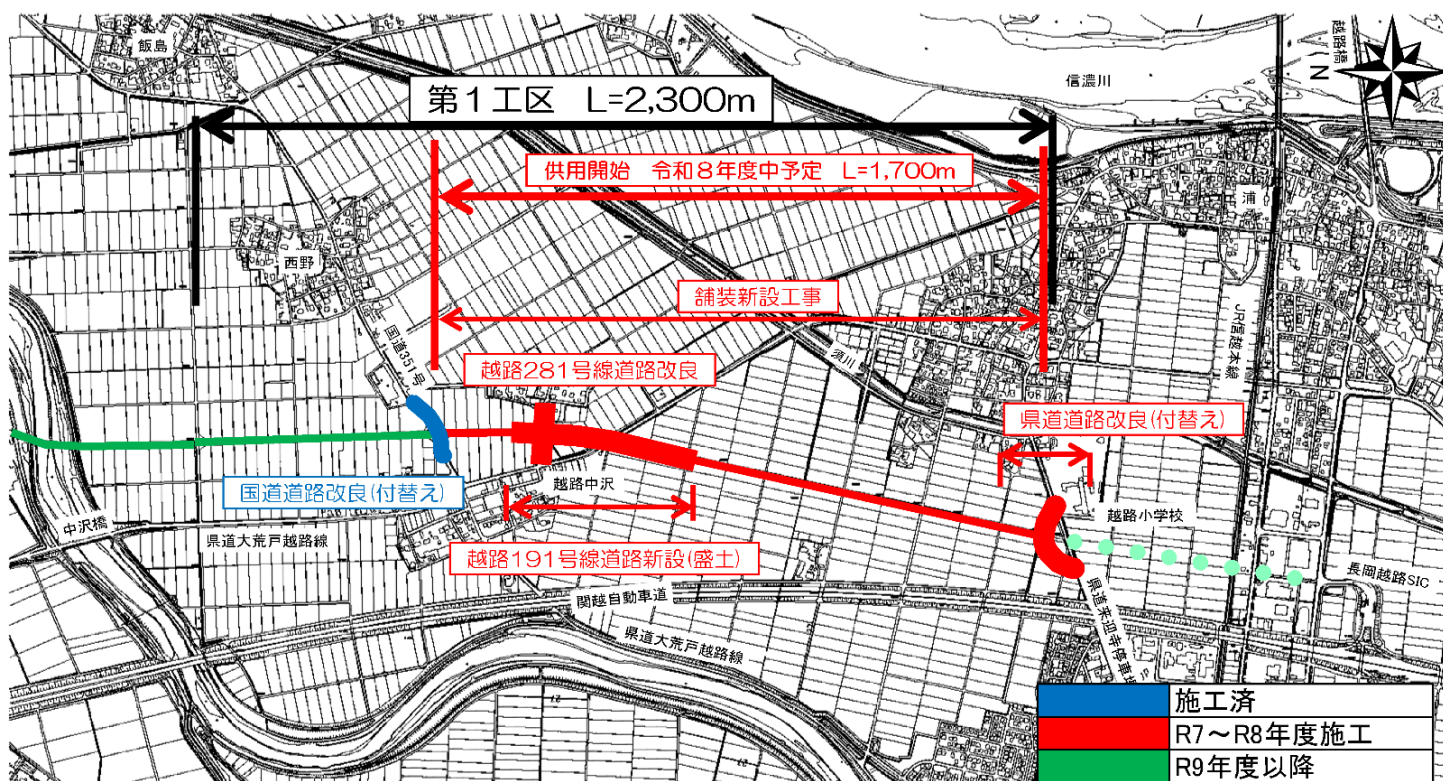 飯島
越路橋
N
信濃川
第1工区 L=2,300m
供用開始 令和8年度中予定 L=1,700m
浦
西野
舗装新設工事
国道351号
JR信越本線
須川
越路281号線道路改良
県道道路改良(付替え)
国道道路改良(付替え)
越路中沢
越路小学校
中沢橋
県道大荒戸越路線
越路191号線道路新設(盛土)
長岡越路SIC
関越自動車道
県道大荒戸越路線
県道来迎寺停車
施工済
R7～R8年度施工
R9年度以降